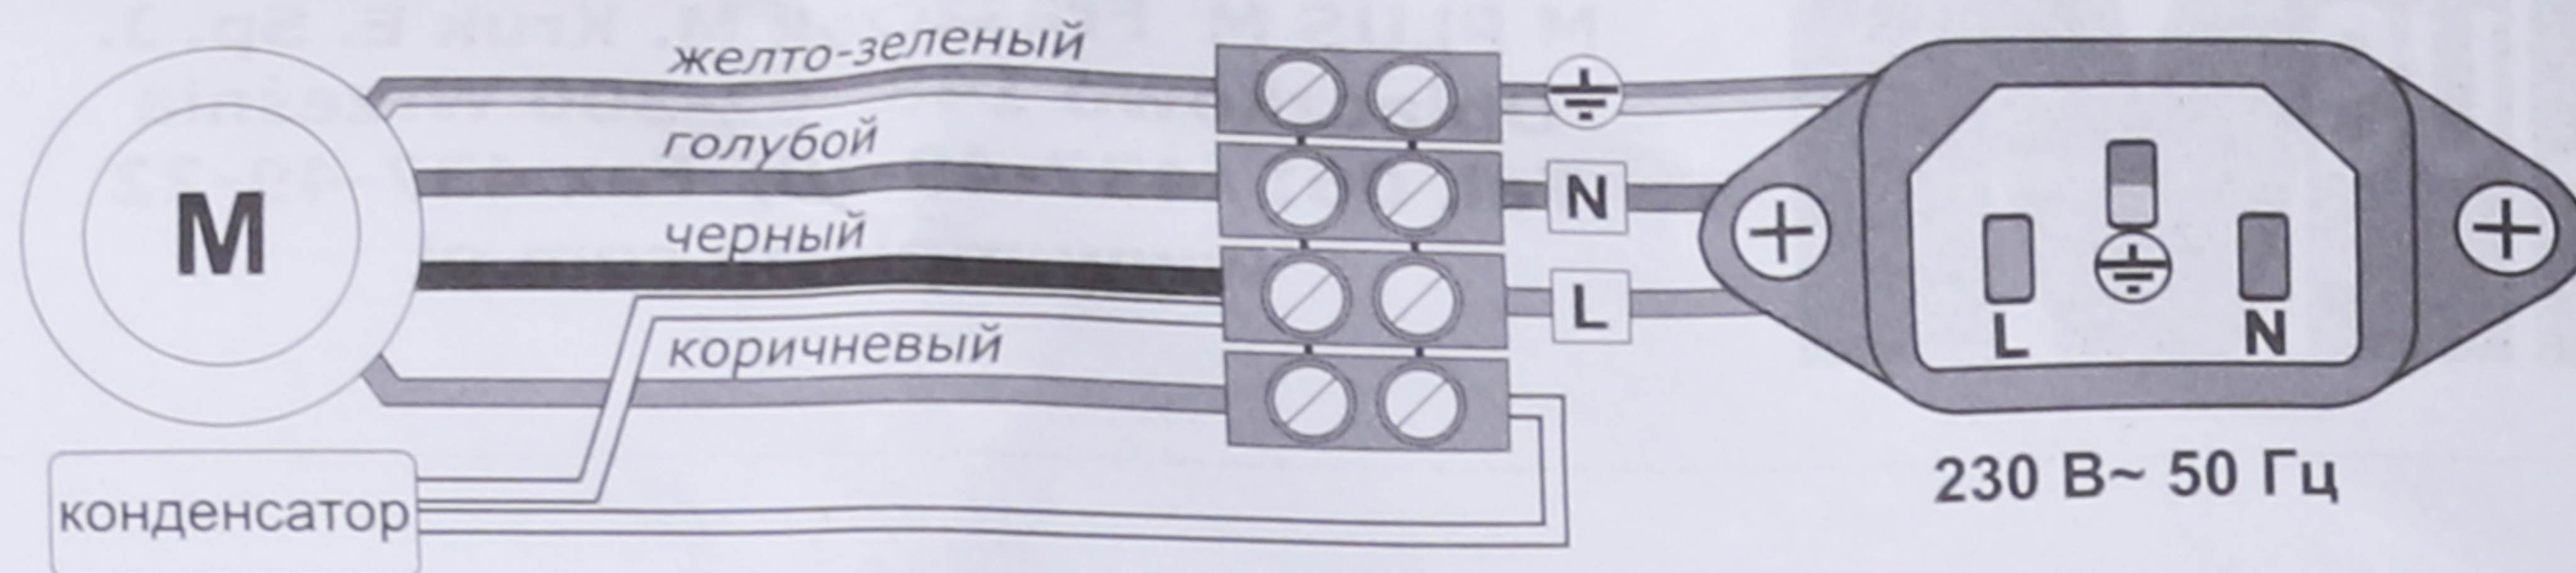 желто-зеленый
голубой
M
черный
N
L
коричневый
L
N
конденсатор
230 В~ 50 Гц